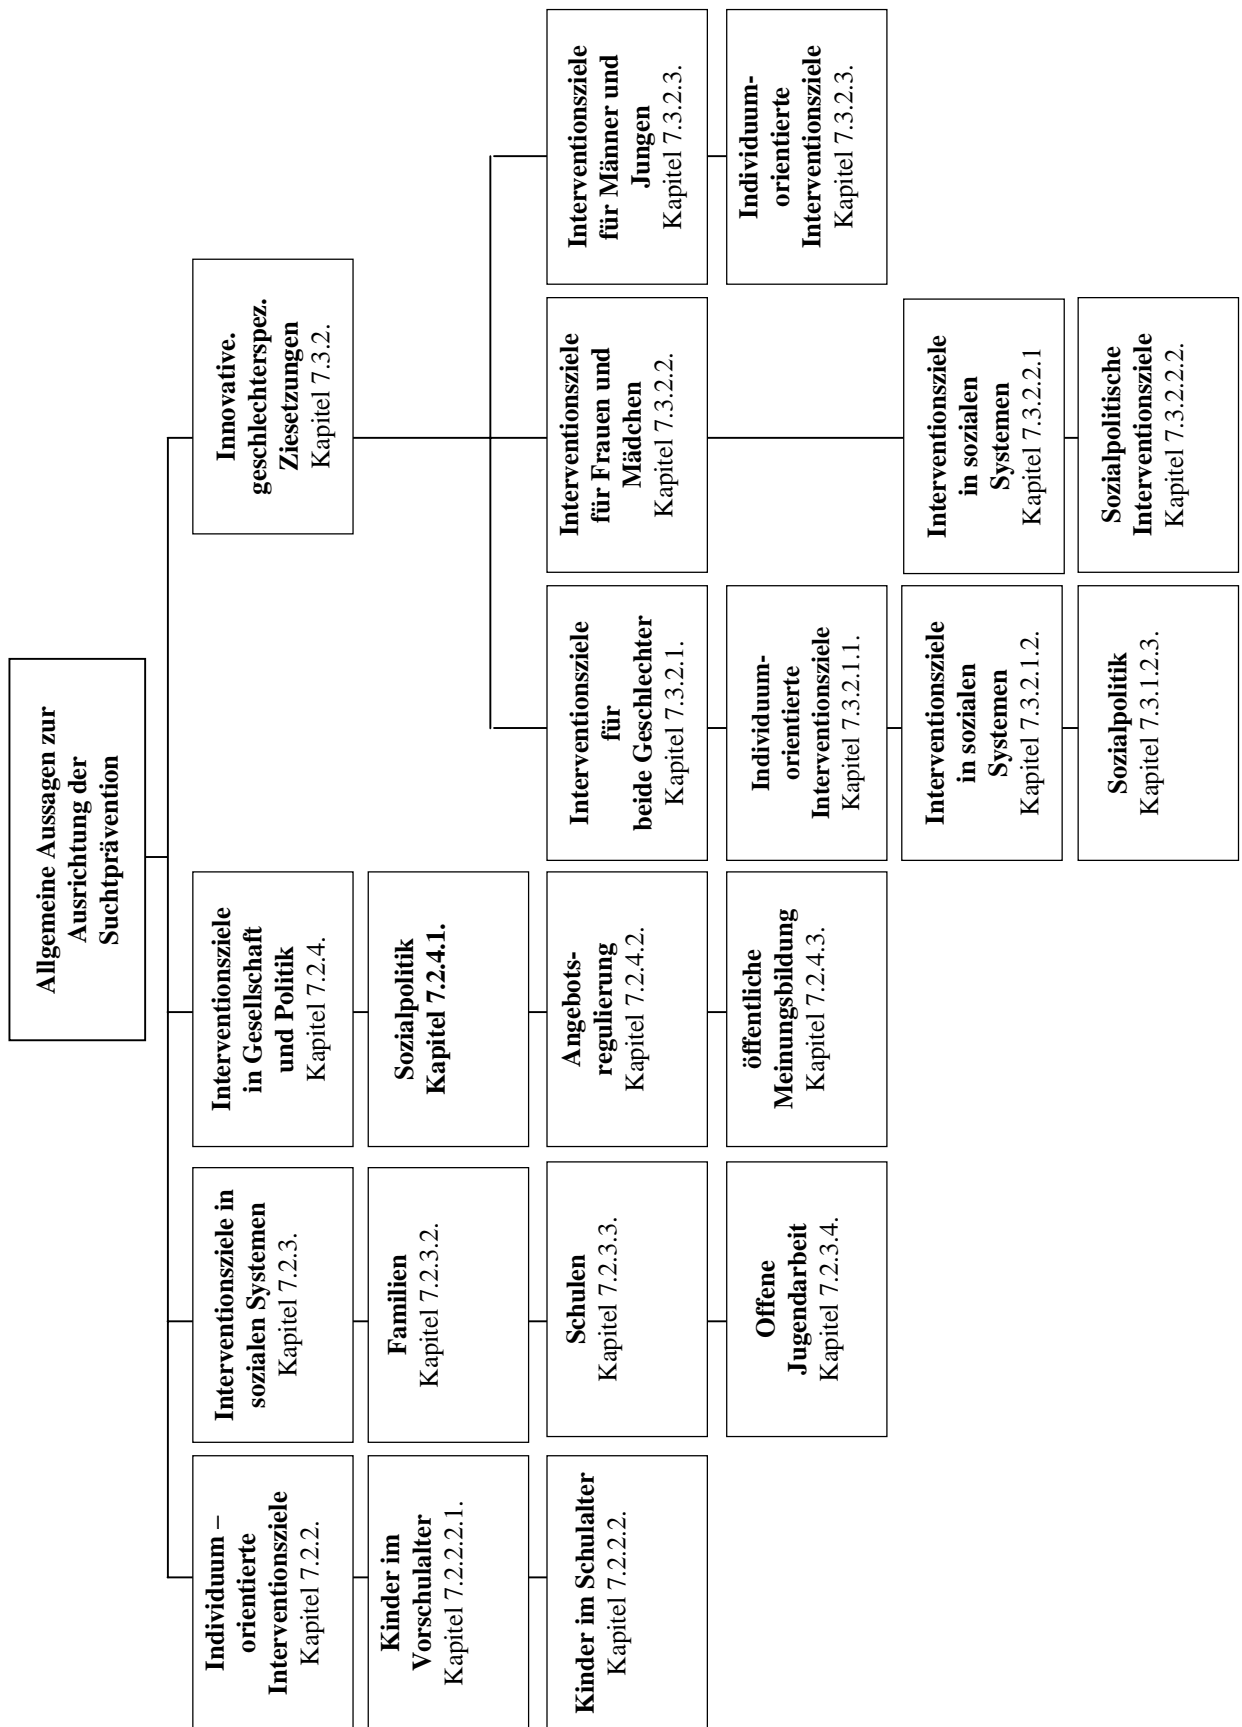 Allgemeine Aussagen zur
Ausrichtung der
Suchtprävention
Individuum –
orientierte
Interventionsziele
Kapitel 7.2.2.
Kinder im
Vorschulalter
Kapitel 7.2.2.2.1.
Kinder im Schulalter
Kapitel 7.2.2.2.
Interventionsziele in
sozialen Systemen
Kapitel 7.2.3.
Familien
Kapitel 7.2.3.2.
Schulen
Kapitel 7.2.3.3.
Offene
Jugendarbeit
Kapitel 7.2.3.4.
Interventionsziele
in Gesellschaft
und Politik
Kapitel 7.2.4.
Sozialpolitik
Kapitel 7.2.4.1.
Angebots-
regulierung
Kapitel 7.2.4.2.
öffentliche
Meinungsbildung
Kapitel 7.2.4.3.
Innovative.
geschlechterspez.
Ziesetzungen
Kapitel 7.3.2.
Interventionsziele
für
beide Geschlechter
Kapitel 7.3.2.1.
Individuum-
orientierte
Interventionsziele
Kapitel 7.3.2.1.1.
Interventionsziele
in sozialen
Systemen
Kapitel 7.3.2.1.2.
Sozialpolitik
Kapitel 7.3.1.2.3.
Interventionsziele
für Frauen und
Mädchen
Kapitel 7.3.2.2.
Interventionsziele
in sozialen
Systemen
Kapitel 7.3.2.2.1
Sozialpolitische
Interventionsziele
Kapitel 7.3.2.2.2.
Interventionsziele
für Männer und
Jungen
Kapitel 7.3.2.3.
Individuum-
orientierte
Interventionsziele
Kapitel 7.3.2.3.